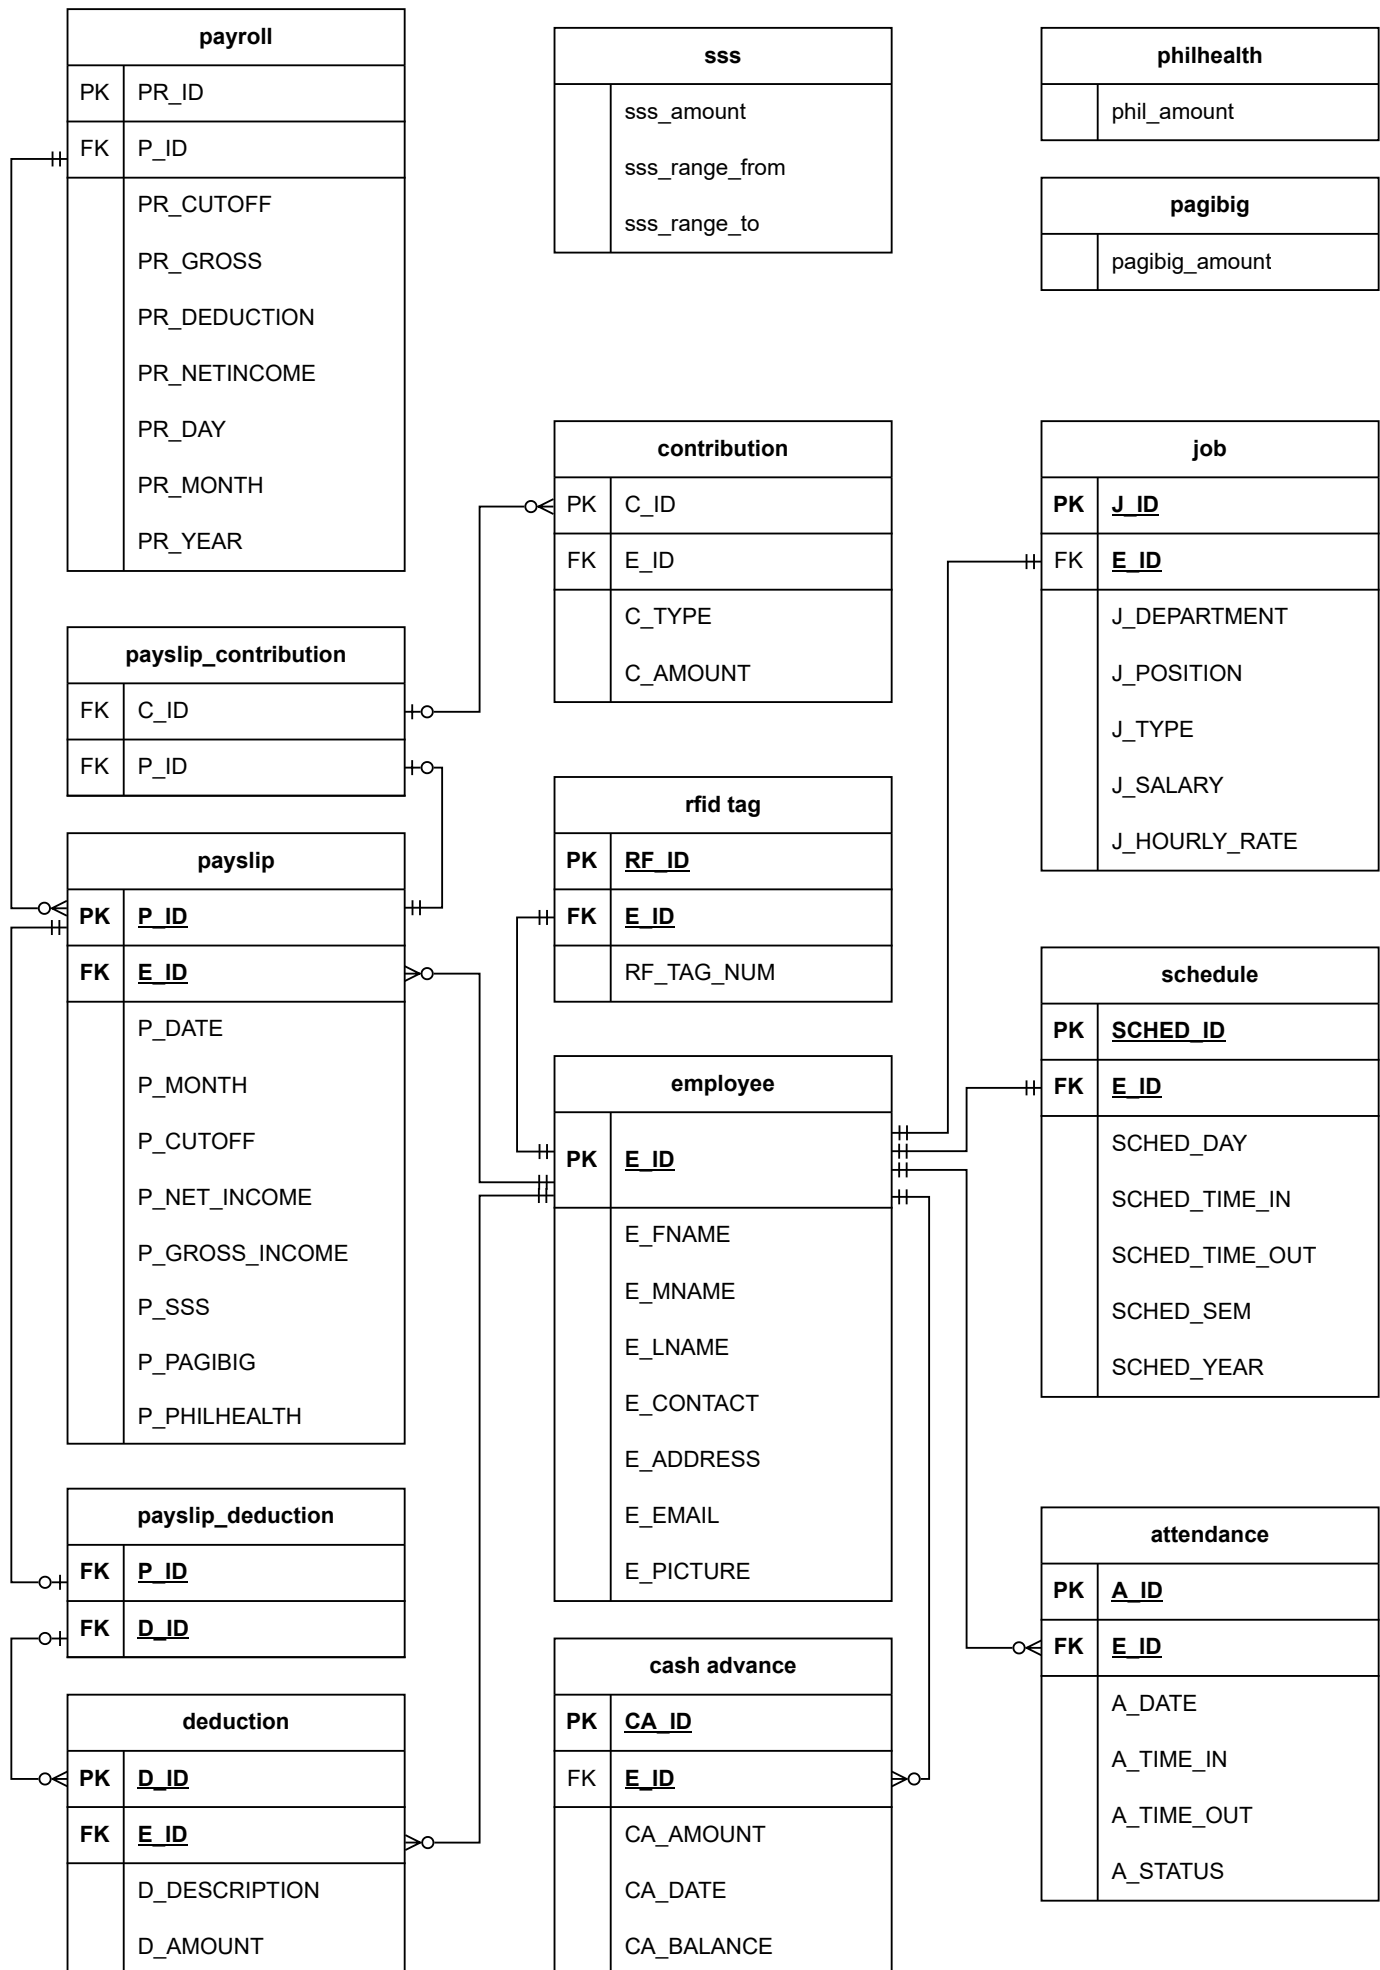 payroll
PK PR_ID
FK P_ID
PR_CUTOFF
PR_GROSS
PR_DEDUCTION
PR_NETINCOME
PR_DAY
PR_MONTH
PR_YEAR
sss
sss_amount
sss_range_from
sss_range_to
philhealth
phil_amount
pagibig
pagibig_amount
contribution
PK C_ID
FK E_ID
C_TYPE
C_AMOUNT
job
PK J_ID
FK E_ID
J_DEPARTMENT
J_POSITION
J_TYPE
J_SALARY
J_HOURLY_RATE
payslip_contribution
FK C_ID
FK P_ID
rfid tag
PK RF_ID
FK E_ID
RF_TAG_NUM
payslip
PK P_ID
FK E_ID
P_DATE
P_MONTH
P_CUTOFF
P_NET_INCOME
P_GROSS_INCOME
P_SSS
P_PAGIBIG
P_PHILHEALTH
employee
PK E_ID
E_FNAME
E_MNAME
E_LNAME
E_CONTACT
E_ADDRESS
E_EMAIL
E_PICTURE
schedule
PK SCHED_ID
FK E_ID
SCHED_DAY
SCHED_TIME_IN
SCHED_TIME_OUT
SCHED_SEM
SCHED_YEAR
payslip_deduction
FK P_ID
FK D_ID
attendance
PK A_ID
FK E_ID
A_DATE
A_TIME_IN
A_TIME_OUT
A_STATUS
deduction
PK D_ID
FK E_ID
D_DESCRIPTION
D_AMOUNT
cash advance
PK CA_ID
FK E_ID
CA_AMOUNT
CA_DATE
CA_BALANCE